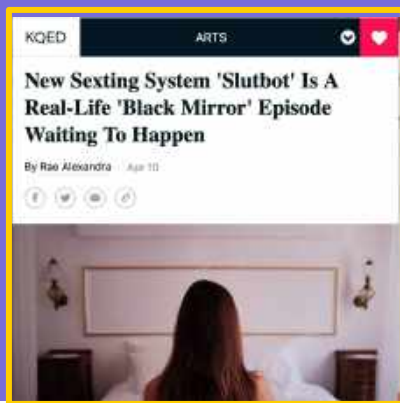 KQED
ARTS
New Sexting System 'Slutbot' Is A
Real-Life 'Black Mirror' Episode
Waiting To Happen
By Rae Alexandra Apr 10